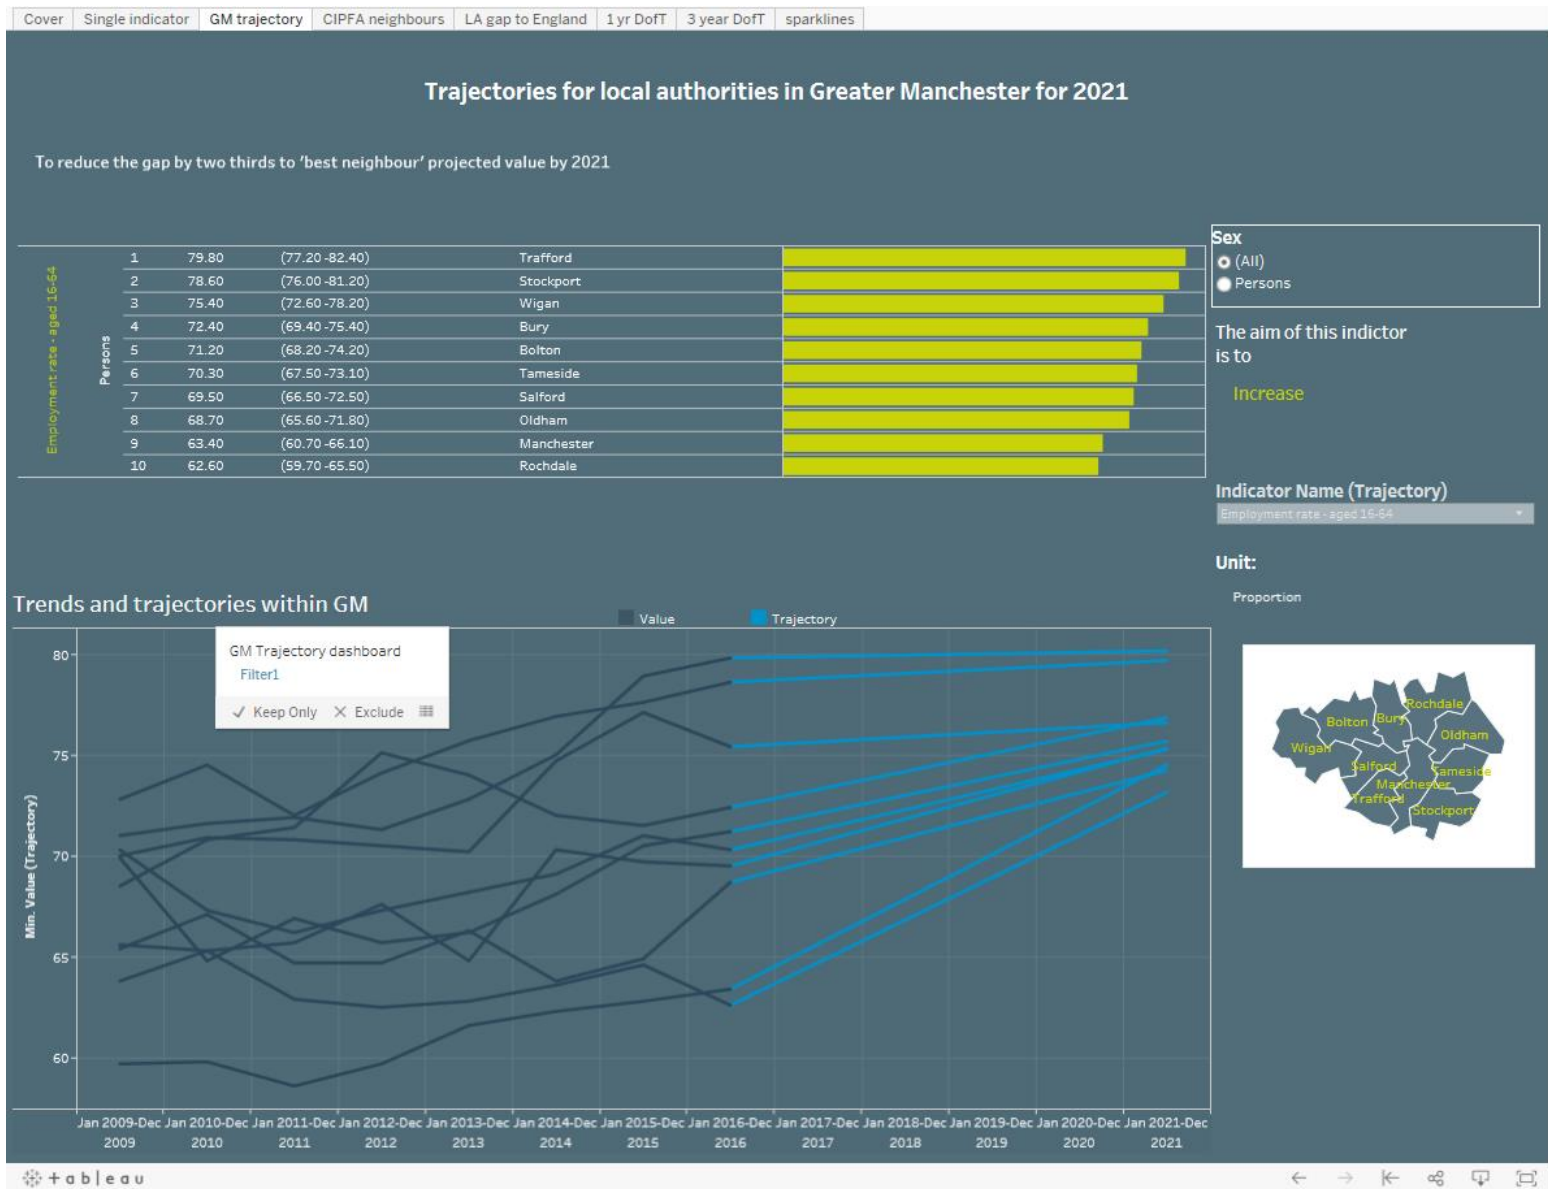 Cover Single indicator GM trajectory CIPFA neighbours LA gap to England 1 yr DofT 3 year DofT sparklines
Trajectories for local authorities in Greater Manchester for 2021
To reduce the gap by two thirds to 'best neighbour' projected value by 2021
Employment rate - aged 16-64
Persons
1 79.80 (77.20 -82.40) Trafford
2 78.60 (76.00 -81.20) Stockport
3 75.40 (72.60 -78.20) Wigan
4 72.40 (69.40 -75.40) Bury
5 71.20 (68.20 -74.20) Bolton
6 70.30 (67.50 -73.10) Tameside
7 69.50 (66.50 -72.50) Salford
8 68.70 (65.60 -71.80) Oldham
9 63.40 (60.70 -66.10) Manchester
10 62.60 (59.70 -65.50) Rochdale
Sex
(All)
Persons
The aim of this indictor
is to
Increase
Indicator Name (Trajectory)
Employment rate - aged 16-64
Unit:
Proportion
Trends and trajectories within GM
Value Trajectory
GM Trajectory dashboard
Filter1
Keep Only Exclude
Min. Value (Trajectory)
80
75
70
65
60
Jan 2009-Dec Jan 2010-Dec Jan 2011-Dec Jan 2012-Dec Jan 2013-Dec Jan 2014-Dec Jan 2015-Dec Jan 2016-Dec Jan 2017-Dec Jan 2018-Dec Jan 2019-Dec Jan 2020-Dec Jan 2021-Dec
2009 2010 2011 2012 2013 2014 2015 2016 2017 2018 2019 2020 2021
Rochdale
Bolton Bury
Oldham
Wigan
Salford
Tameside
Manchester
Trafford
Stockport
+ableau